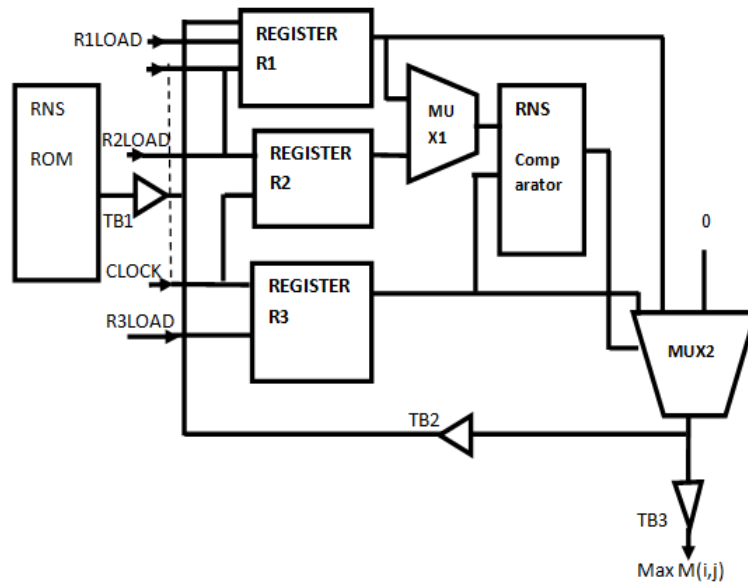 R1LOAD
REGISTER
R1
RNS
ROM
MU
X1
RNS
Comp
arator
R2LOAD
REGISTER
R2
TB1
0
CLOCK
REGISTER
R3
R3LOAD
MUX2
TB2
TB3
Max M(i,j)